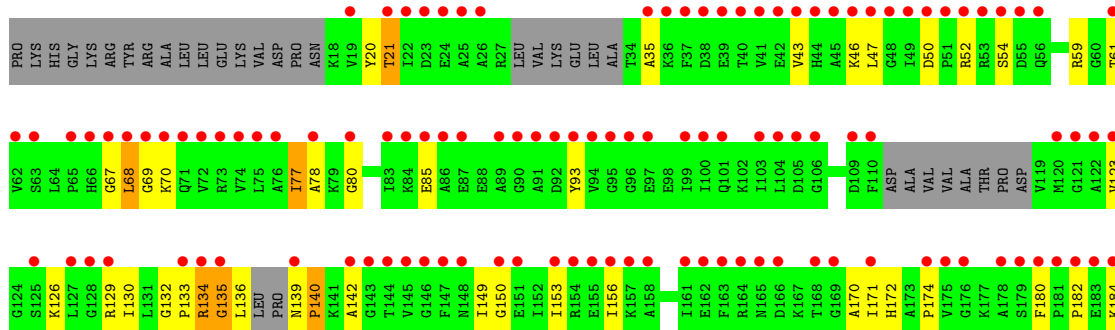 PRO LYS HIS GLY LYS ARG TYR ARG ALA LEU LEU GLU LYS VAL ASP PRO ASN K18 V19 Y20 T21 I22 D23 E24 A25 A26 R27 LEU VAL LYS GLU LEU ALA T34 A35 K36 F37 D38 E39 T40 V41 E42 V43 H44 A45 K46 L47 G48 I49 D50 P51 R52 R53 S54 D55 Q56 R59 G60 T61
V62 S63 L64 P65 H66 G67 L68 G69 K70 Q71 V72 R73 V74 L75 A76 I77 A78 K79 G80 I83 K84 E85 A86 E87 E88 A89 G90 A91 D92 Y93 V94 G95 G96 E97 E98 I99 I100 Q101 K102 I103 L104 D105 G106 D109 F110 ASP ALA VAL VAL ALA THR PRO ASP V119 M120 G121 A122 V123
G124 S125 K126 L127 G128 R129 I130 L131 G132 P133 R134 G135 L136 LEU PRO N139 P140 K141 A142 G143 T144 V145 G146 F147 N148 I149 G150 E151 I152 I153 R154 E155 I156 K157 A158 I161 E162 F163 R164 N165 D166 K167 T168 G169 A170 I171 H172 A173 P174 V175 G176 K177 A178 S179 F180 P181 P182 E183 K184